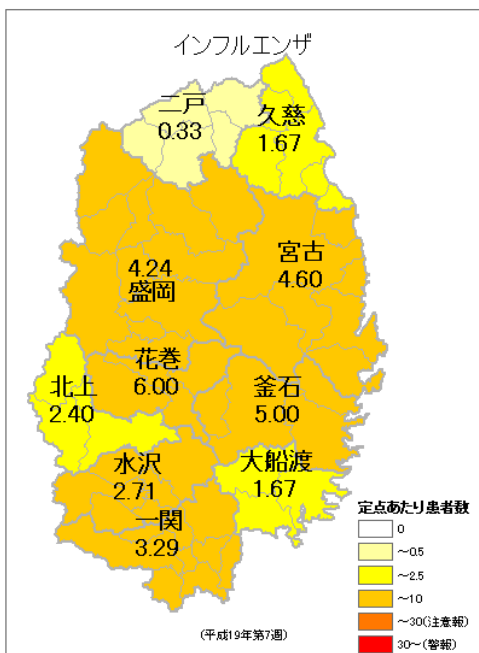 インフルエンザ
二戸
0.33
久慈
1.67
4.24
盛岡
宮古
4.60
花巻
6.00
北上
2.40
釜石
5.00
水沢
2.71
大船渡
1.67
一関
3.29
定点あたり患者数
0
～0.5
～2.5
～10
～30(注意報)
30～(警報)
(平成19年第7週)